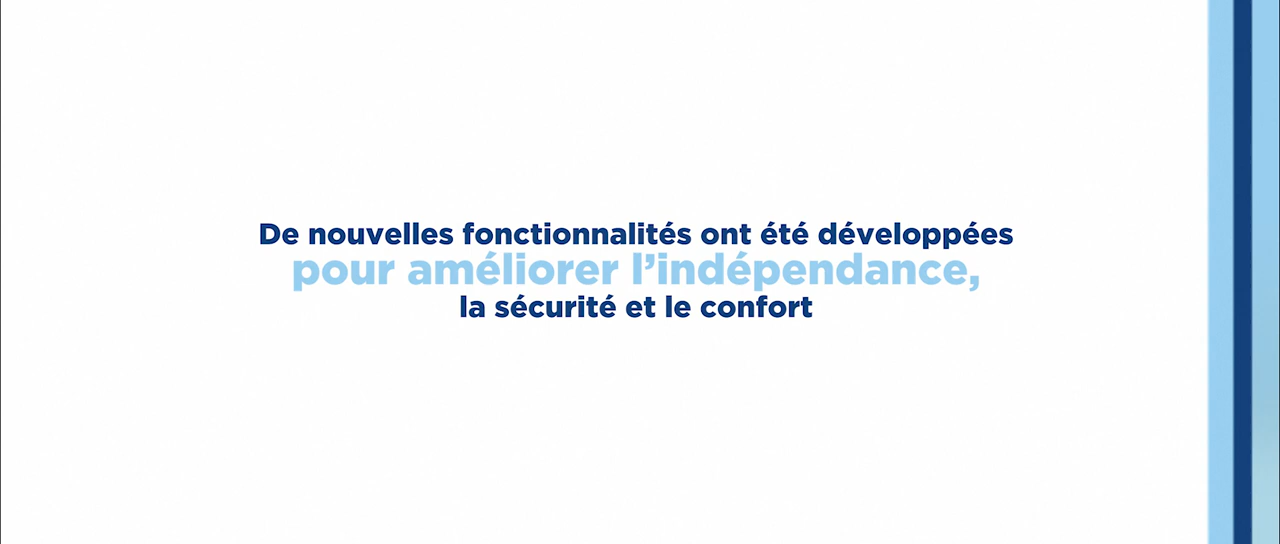 De nouvelles fonctionnalités ont été développées
pour améliorer l’indépendance,
la sécurité et le confort